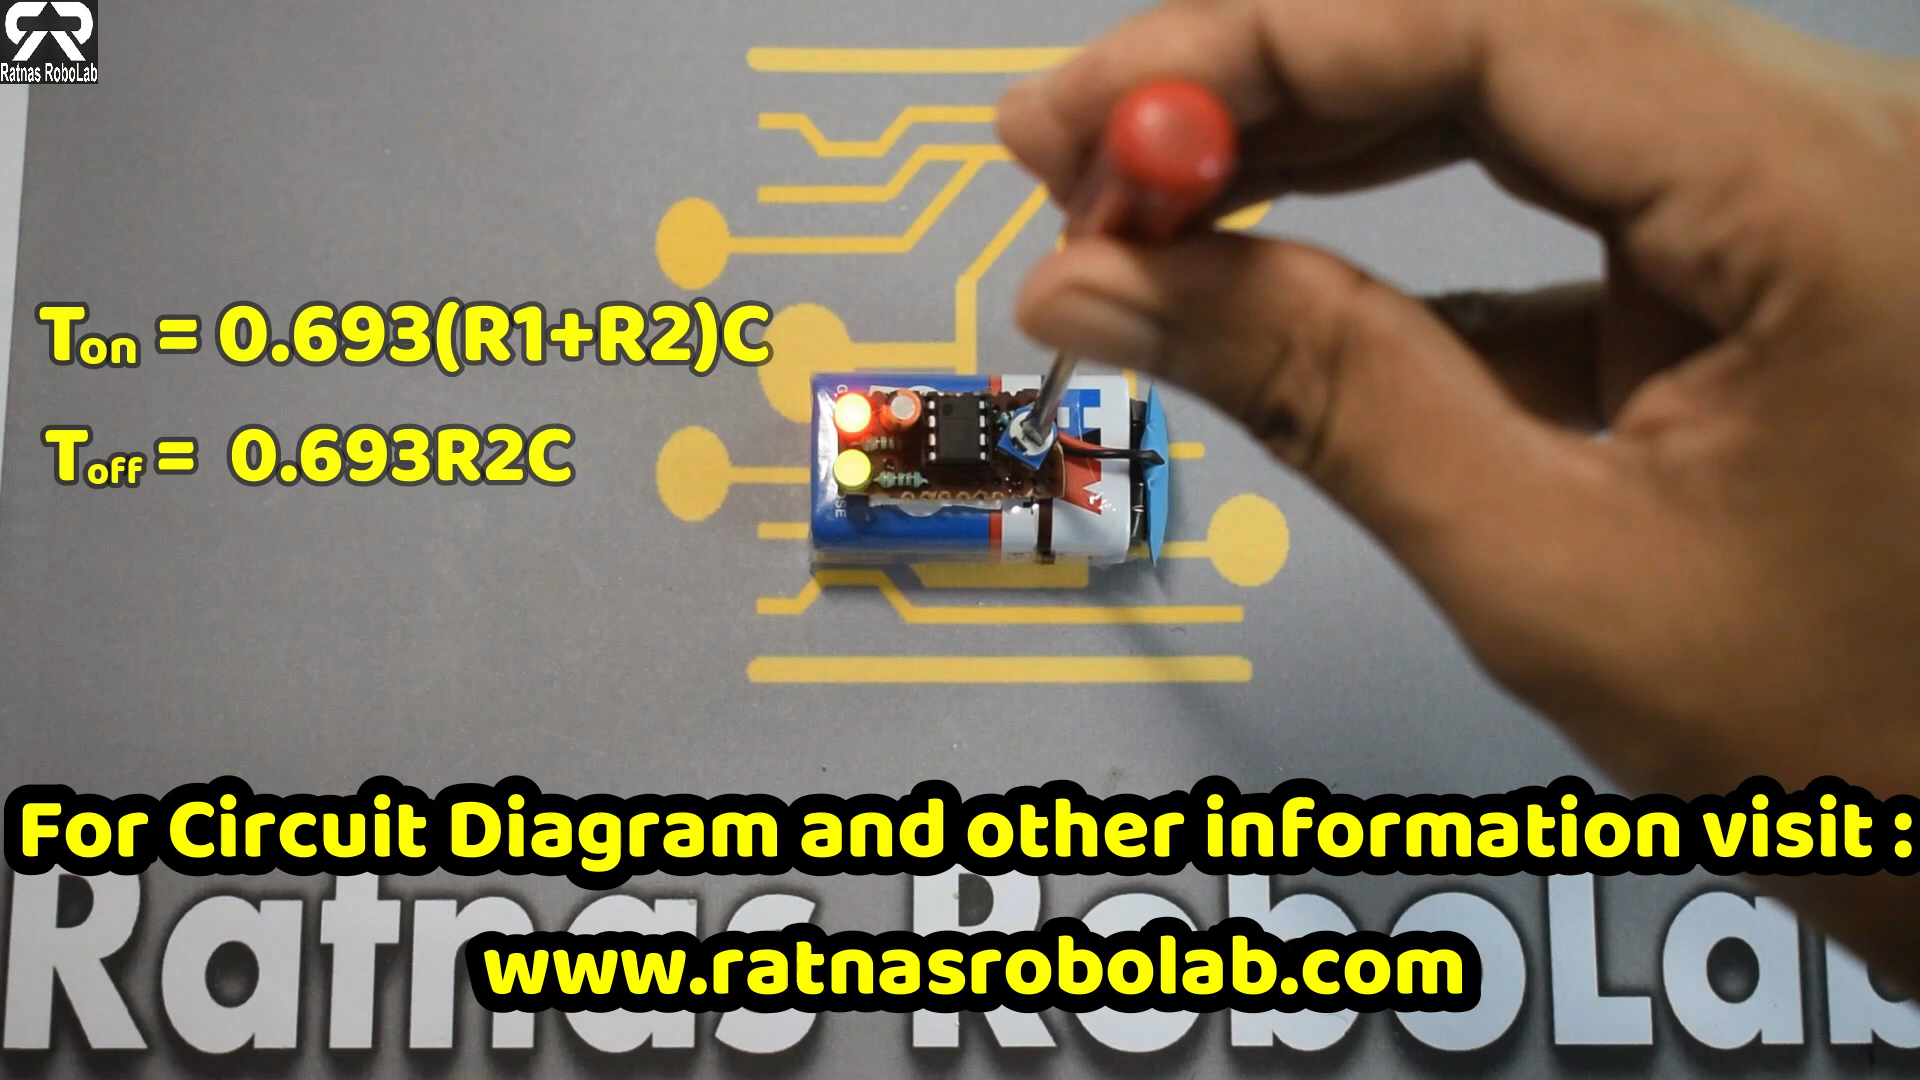 Ratnas RoboLab
Ton = 0.693(R1+R2)C
Toff = 0.693R2C
For Circuit Diagram and other information visit :
Ratnas RoboLab
www.ratnasrobolab.com